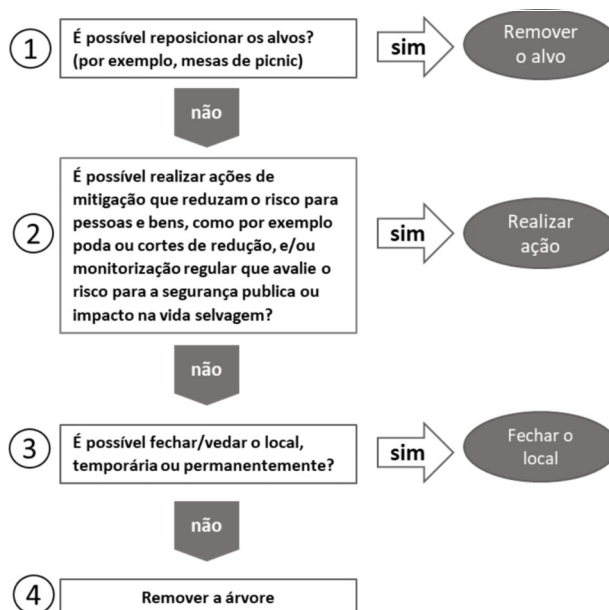 1
É possível reposicionar os alvos?
(por exemplo, mesas de picnic)
sim
Remover
o alvo
não
2
É possível realizar ações de
mitigação que reduzam o risco para
pessoas e bens, como por exemplo
poda ou cortes de redução, e/ou
monitorização regular que avalie o
risco para a segurança publica ou
impacto na vida selvagem?
sim
Realizar
ação
não
3
É possível fechar/vedar o local,
temporária ou permanentemente?
sim
Fechar o
local
não
4
Remover a árvore